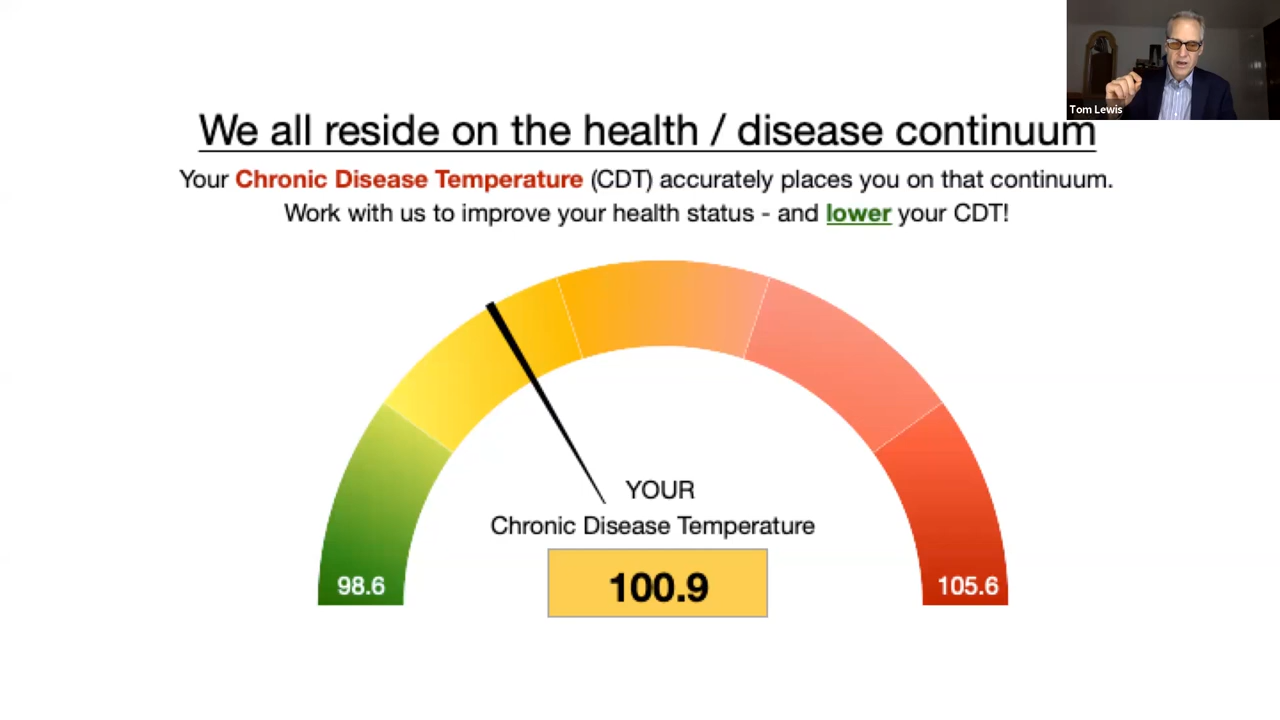 Tom Lewis
We all reside on the health / disease continuum
Your Chronic Disease Temperature (CDT) accurately places you on that continuum.
Work with us to improve your health status - and lower your CDT!
YOUR
Chronic Disease Temperature
98.6
100.9
105.6